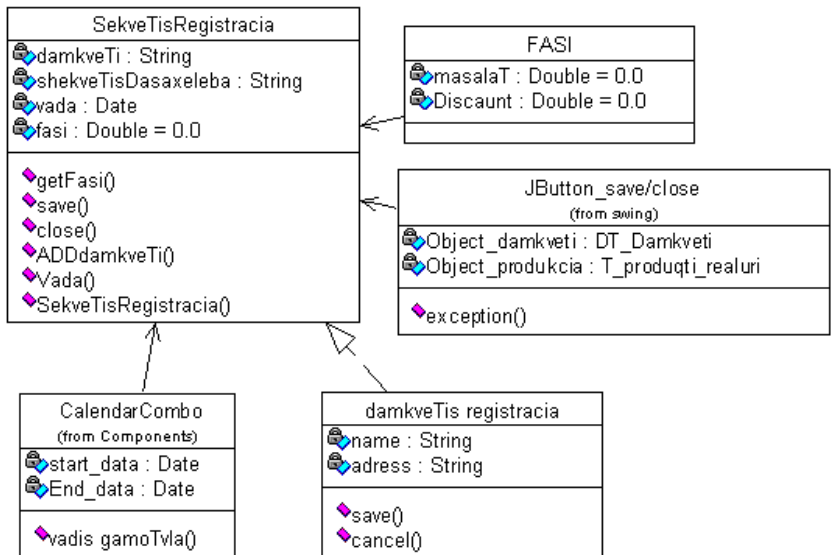 SekveTisRegistracia
damkveTi : String
shekveTisDasaxeleba : String
vada : Date
fasi : Double = 0.0
getFasi()
save()
close()
ADDdamkveTi()
Vada()
SekveTisRegistracia()
FASI
masalaT : Double = 0.0
Discaunt : Double = 0.0
JButton_save/close
(from swing)
Object_damkveti : DT_Damkveti
Object_produkcia : T_produqti_realuri
exception()
CalendarCombo
(from Components)
start_data : Date
End_data : Date
vadis gamoTvla()
damkveTis registracia
name : String
adress : String
save()
cancel()